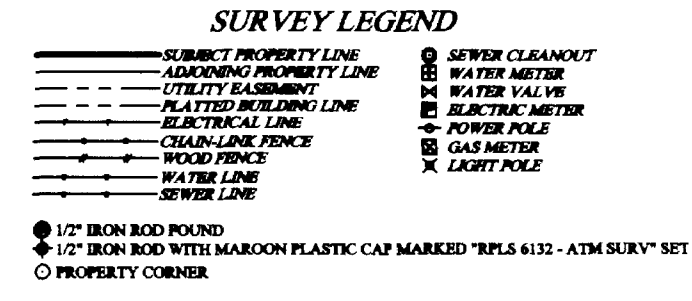 SURVEY LEGEND
SUBJECT PROPERTY LINE
ADJOINING PROPERTY LINE
UTILITY EASEMENT
PLATTED BUILDING LINE
ELECTRICAL LINE
CHAIN-LINK FENCE
WOOD FENCE
WATER LINE
SEWER LINE
SEWER CLEANOUT
WATER METER
WATER VALVE
ELECTRIC METER
POWER POLE
GAS METER
LIGHT POLE
1/2" IRON ROD FOUND
1/2" IRON ROD WITH MAROON PLASTIC CAP MARKED "RPLS 6132 - ATM SURV" SET
PROPERTY CORNER